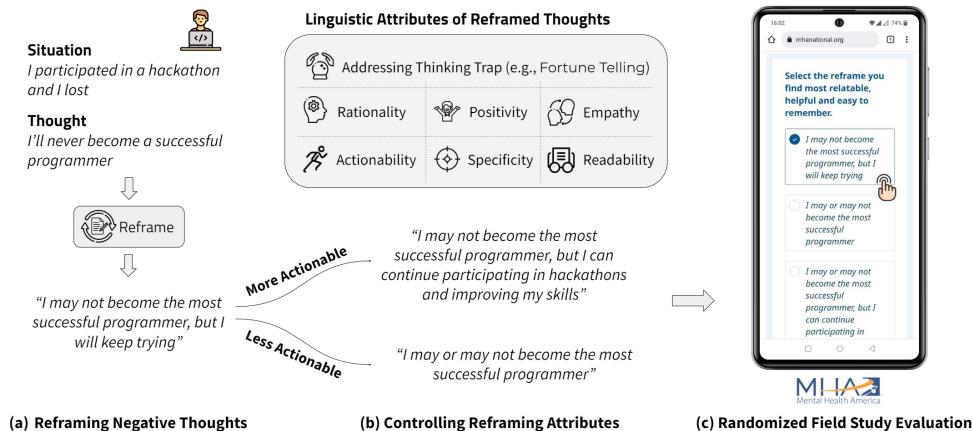 Situation
I participated in a hackathon
and I lost
Thought
I'll never become a successful
programmer
Reframe
“I may not become the most
successful programmer, but I
will keep trying”
(a) Reframing Negative Thoughts
Linguistic Attributes of Reframed Thoughts
Addressing Thinking Trap (e.g., Fortune Telling)
Rationality
Positivity
Empathy
Actionability
Specificity
Readability
More Actionable
“I may not become the most
successful programmer, but I can
continue participating in hackathons
and improving my skills”
Less Actionable
“I may or may not become the most
successful programmer”
(b) Controlling Reframing Attributes
16:02
74%
mhanational.org
1
Select the reframe you
find most relatable,
helpful and easy to
remember.
I may not become
the most successful
programmer, but I
will keep trying
I may or may not
become the most
successful
programmer
I may or may not
become the most
successful
programmer, but I
can continue
participating in
MHA
Mental Health America
(c) Randomized Field Study Evaluation